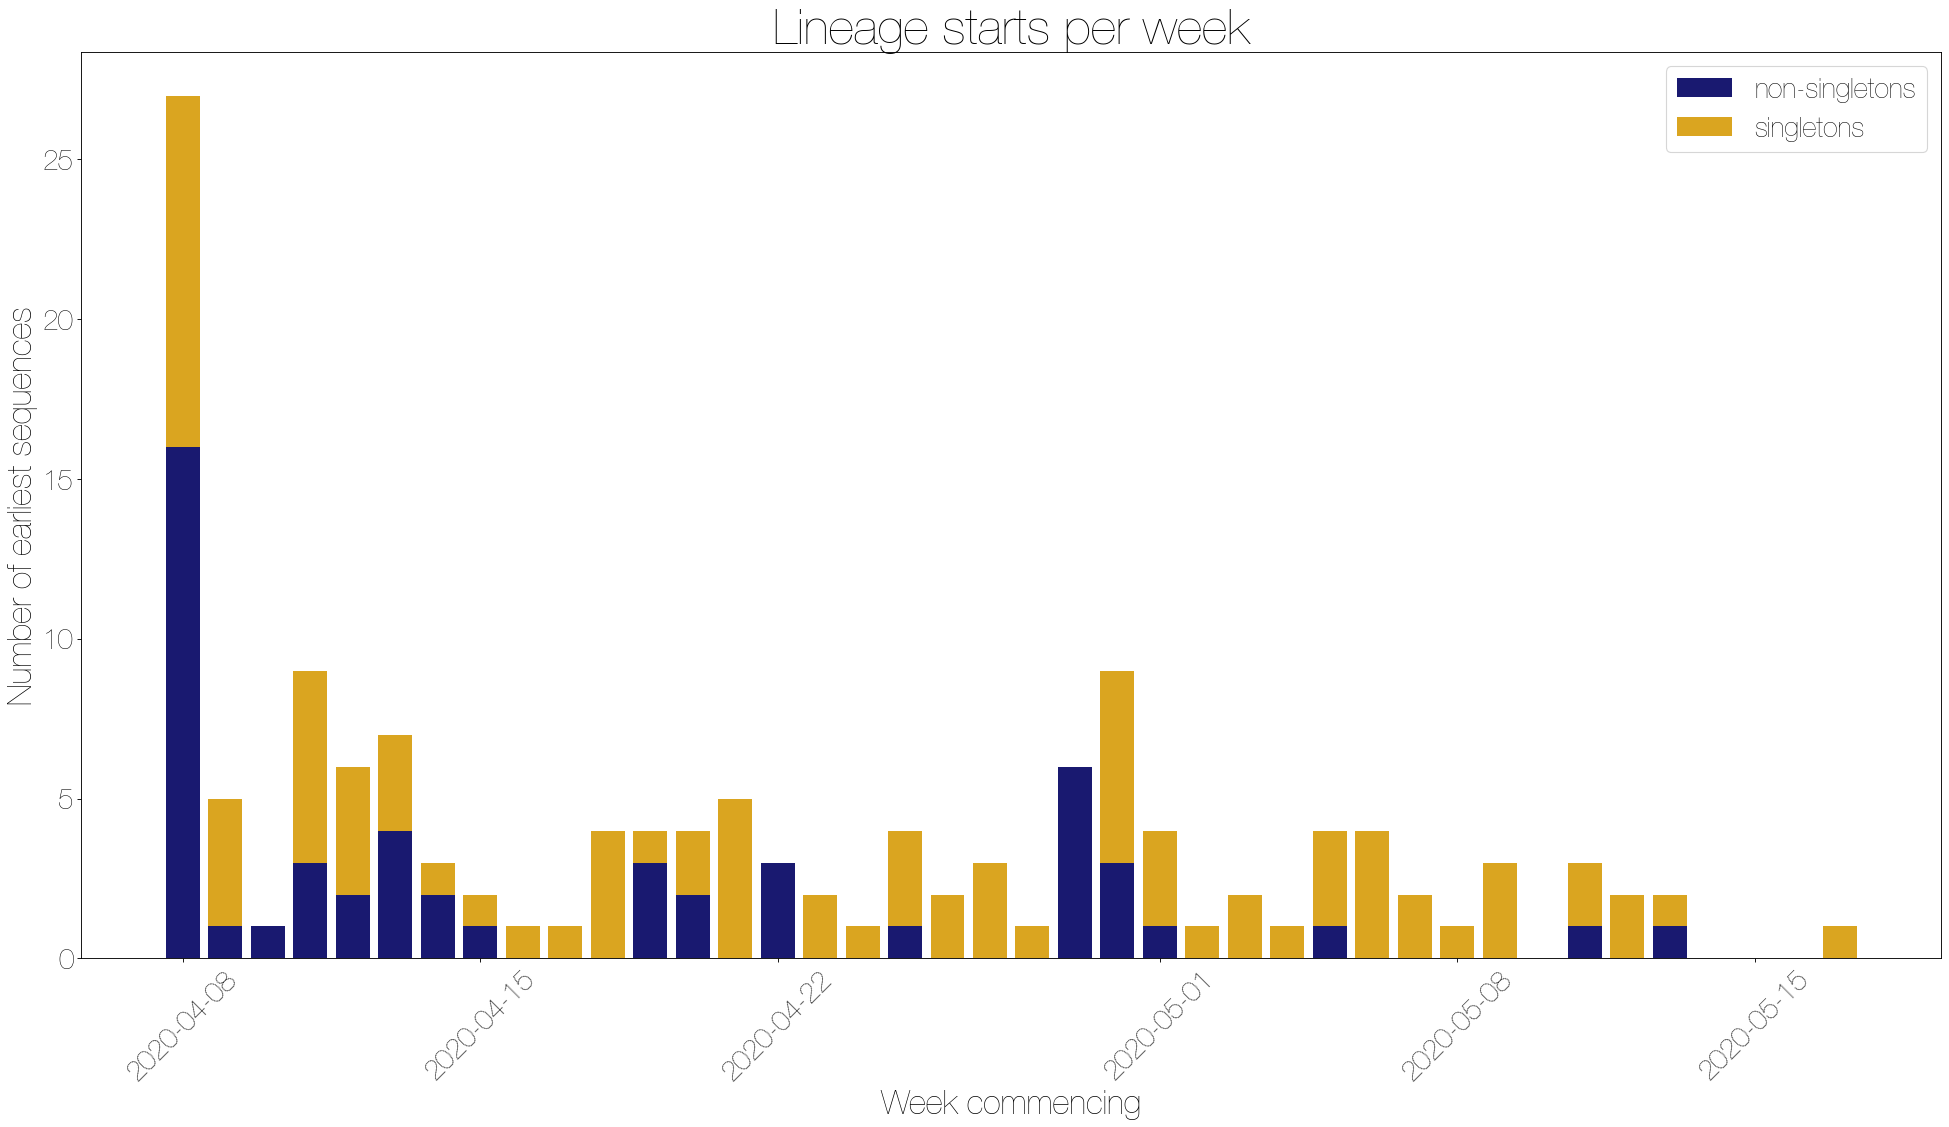 Lineage starts per week
non-singletons
singletons
Number of earliest sequences
25
20
15
10
5
0
2020-04-08
2020-04-15
2020-04-22
2020-05-01
2020-05-08
2020-05-15
Week commencing